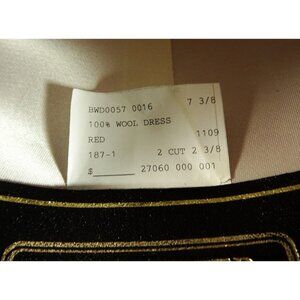 BWD0057 0016 7 3/8
100% WOOL DRESS
RED 1109
187-1 2 CUT 2 3/8
$______ 27060 000 001